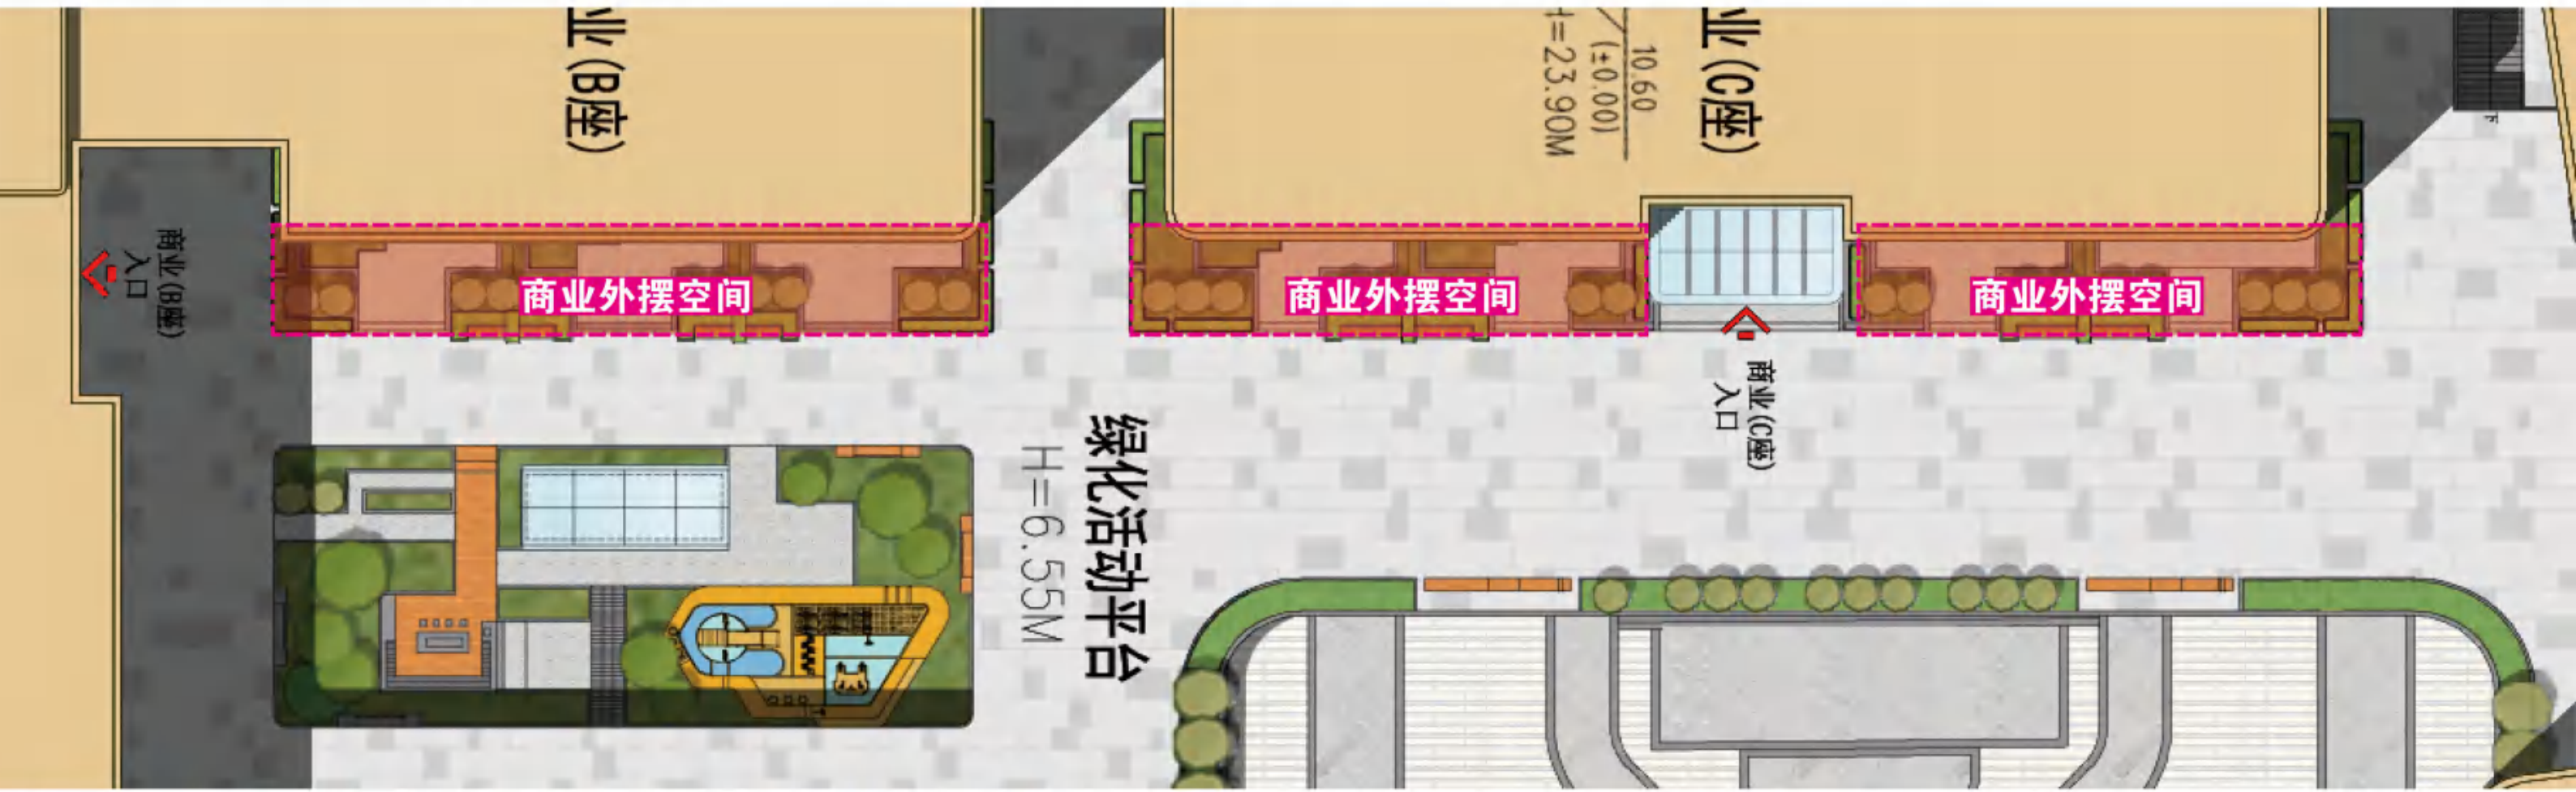 业(B座)
业(C座)
10.60
(±0.00)
H=23.90M
商业(B座)
入口
商业外摆空间
商业外摆空间
商业外摆空间
商业(C座)
入口
绿化活动平台
H=6.55M
下